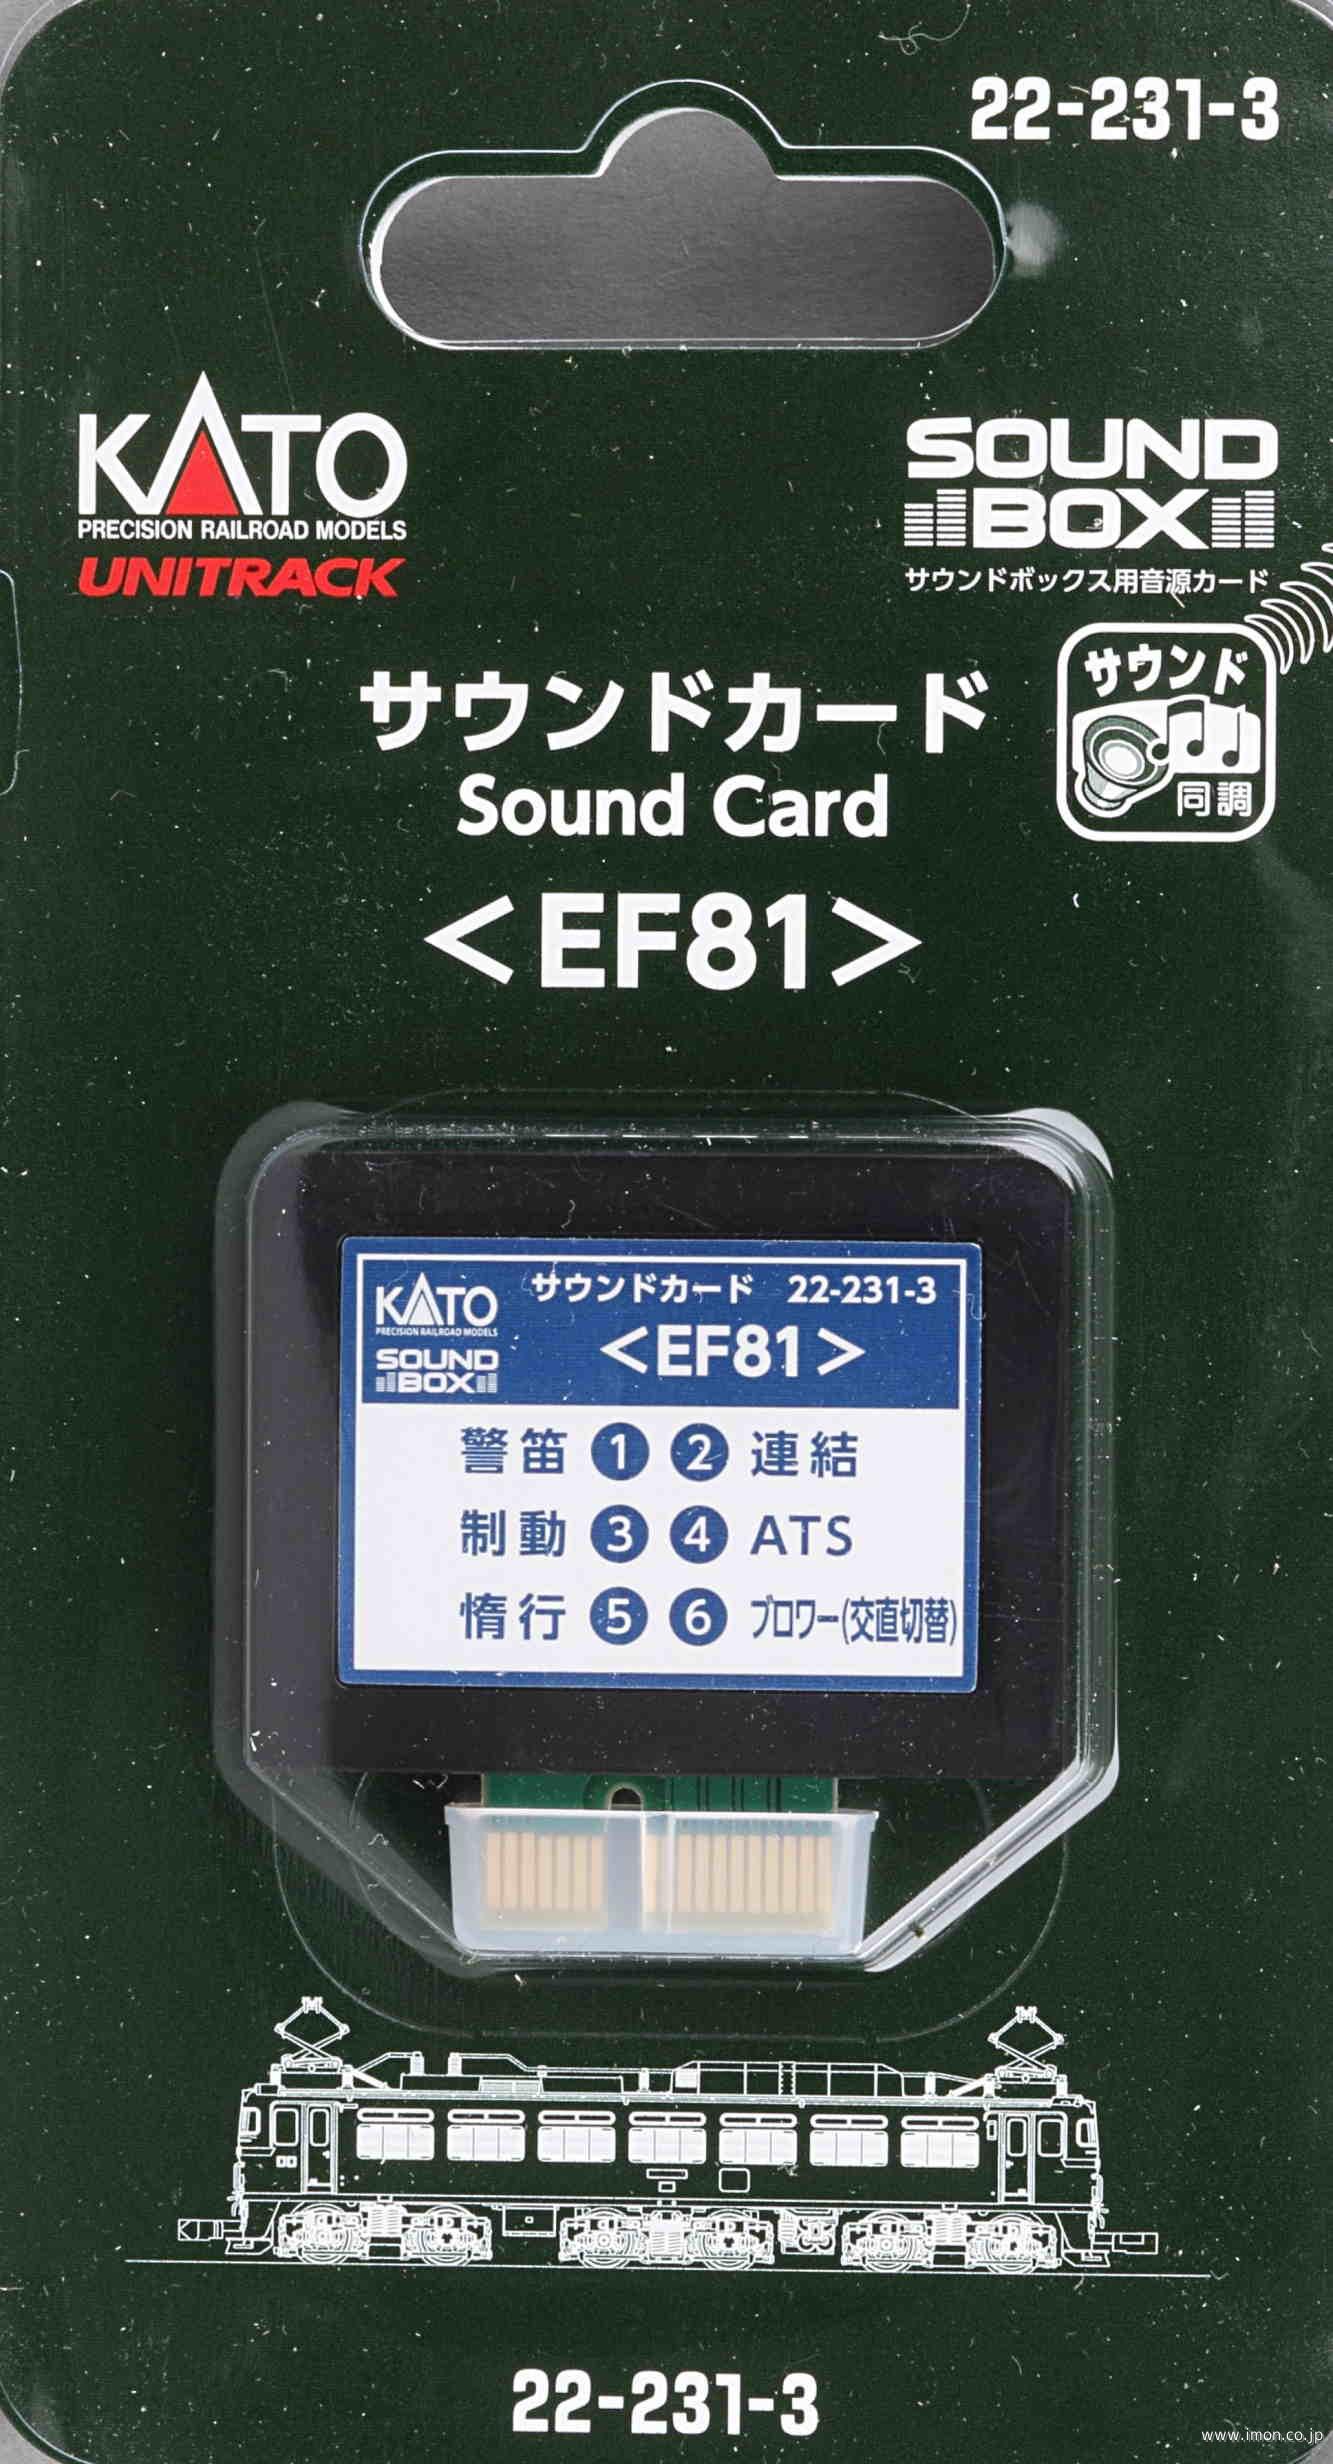 22-231-3
KATO
PRECISION RAILROAD MODELS
UNITRACK
SOUND
BOX
サウンドボックス用音源カード
サウンド
同調
サウンドカード
Sound Card
<EF81>
KATO
PRECISION RAILROAD MODELS
SOUND
BOX
サウンドカード 22-231-3
<EF81>
警笛 1 2 連結
制動 3 4 ATS
惰行 5 6 ブロワー(交直切替)
22-231-3
www.imon.co.jp